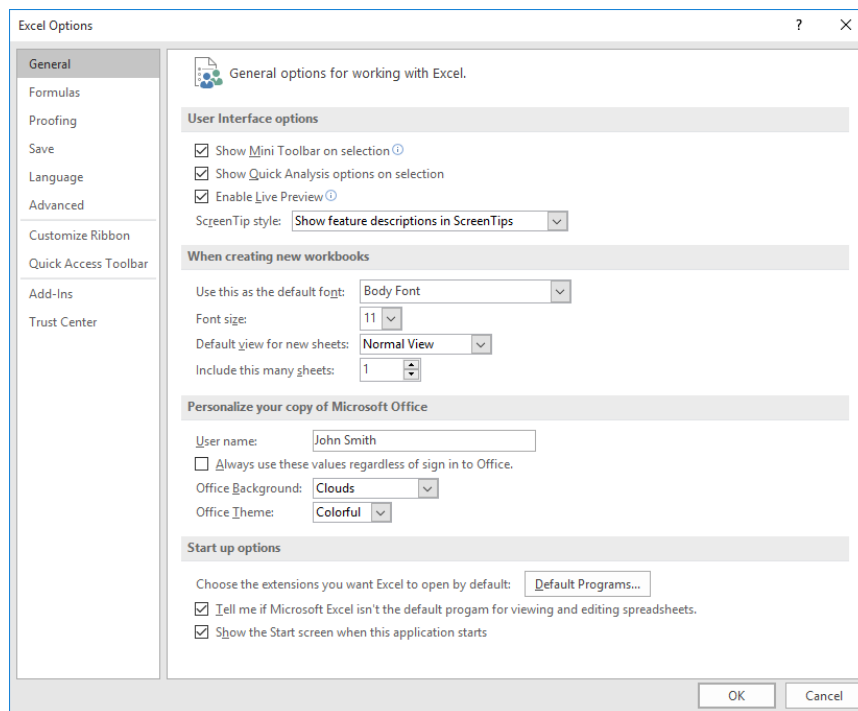 Excel Options ?
General
Formulas
Proofing
Save
Language
Advanced
Customize Ribbon
Quick Access Toolbar
Add-Ins
Trust Center
General options for working with Excel.
User Interface options
Show Mini Toolbar on selection
Show Quick Analysis options on selection
Enable Live Preview
ScreenTip style: Show feature descriptions in ScreenTips
When creating new workbooks
Use this as the default font: Body Font
Font size: 11
Default view for new sheets: Normal View
Include this many sheets: 1
Personalize your copy of Microsoft Office
User name: John Smith
Always use these values regardless of sign in to Office.
Office Background: Clouds
Office Theme: Colorful
Start up options
Choose the extensions you want Excel to open by default: Default Programs...
Tell me if Microsoft Excel isn't the default progam for viewing and editing spreadsheets.
Show the Start screen when this application starts
OK Cancel